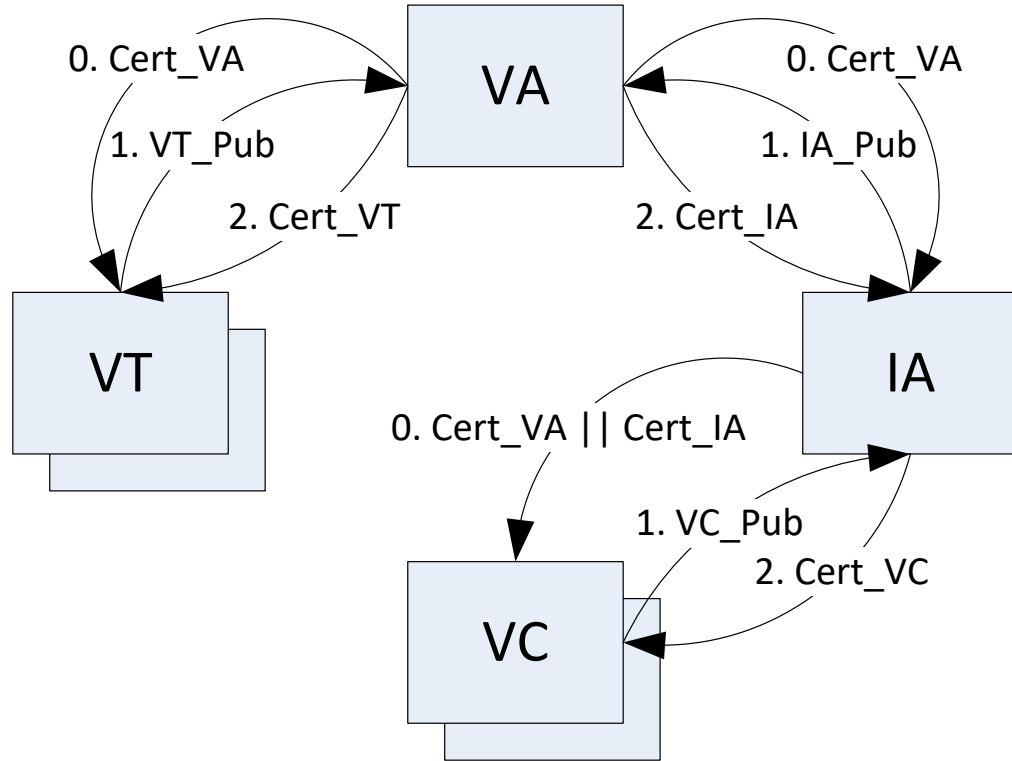 0. Cert_VA
VA
0. Cert_VA
1. VT_Pub
1. IA_Pub
2. Cert_VT
2. Cert_IA
VT
IA
0. Cert_VA || Cert_IA
1. VC_Pub
2. Cert_VC
VC